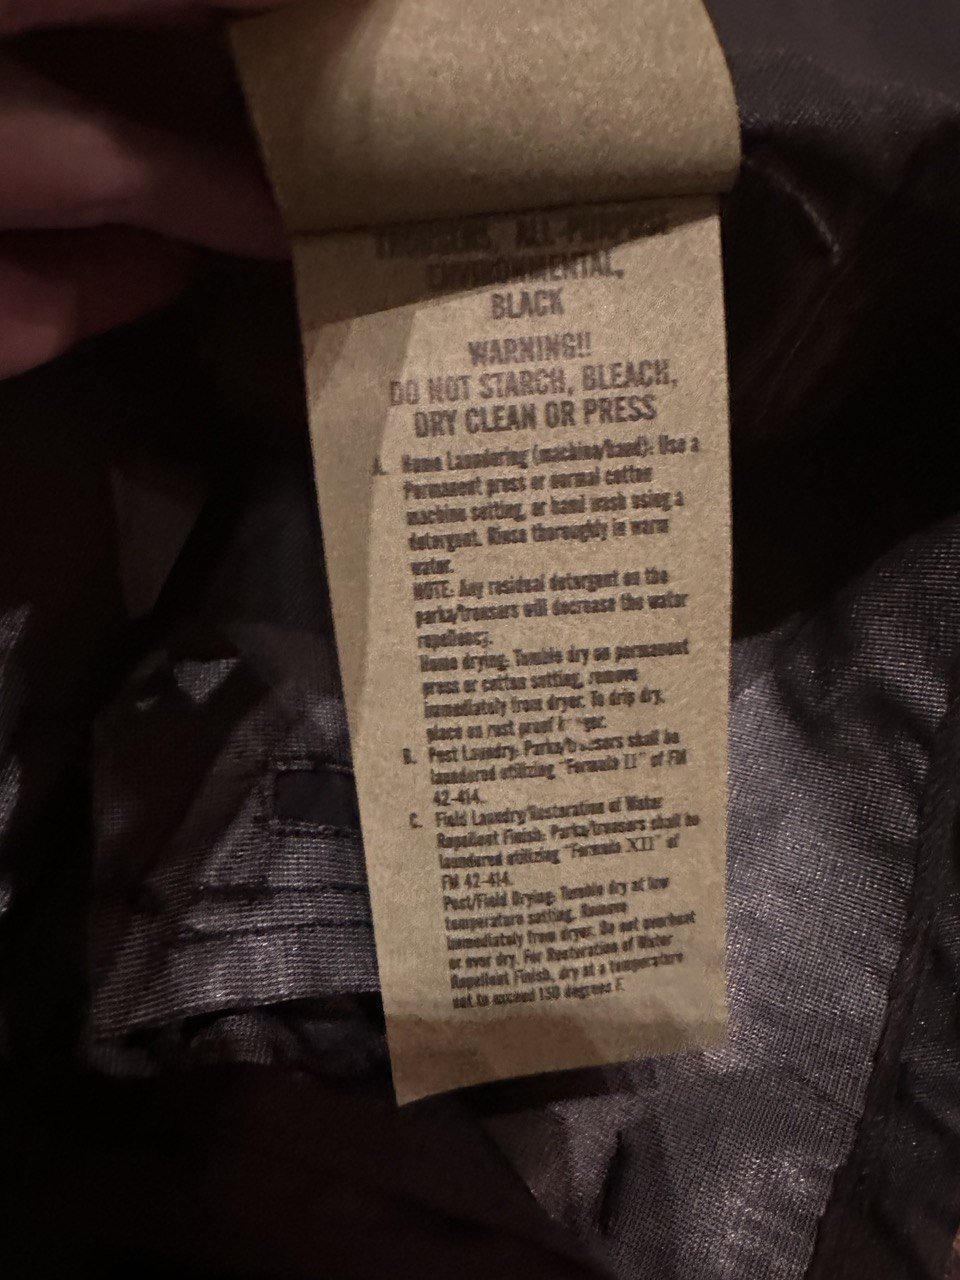 TROUSERS, ALL-PURPOSE
ENVIRONMENTAL,
BLACK
WARNING!!
DO NOT STARCH, BLEACH,
DRY CLEAN OR PRESS
A. Home Laundering (machine/hand): Use a
Permanent press or normal cotton
machine setting, or hand wash using a
detergent. Rinse thoroughly in warm
water.
NOTE: Any residual detergent on the
parka/trousers will decrease the water
repellency.
Home drying: Tumble dry on permanent
press or cotton setting, remove
immediately from dryer. To drip dry,
place on rust proof
B. Post Laundry: Parka/trousers shall be
laundered utilizing "Formula II" of FM
42-414.
C. Field Laundry/Restoration of Water
Repellent Finish: Parka/trousers shall be
laundered utilizing "Formula XII" of
FM 42-414.
Post/Field Drying: Tumble dry at low
temperature setting. Remove
immediately from dryer. Do not overheat
or over dry. For Restoration of Water
Repellent Finish, dry at a temperature
not to exceed 150 degrees F.